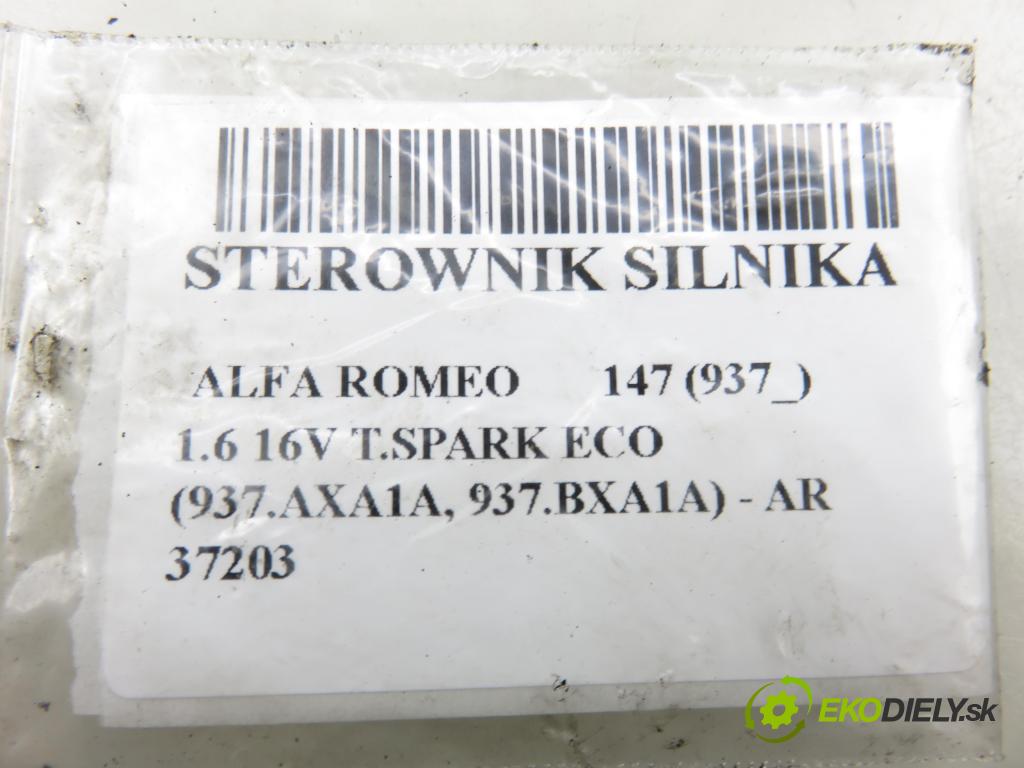 STEROWNIK SILNIKA
ALFA ROMEO 147 (937_)
1.6 16V T.SPARK ECO
(937.AXA1A, 937.BXA1A) - AR
37203
EKODIELY.sk